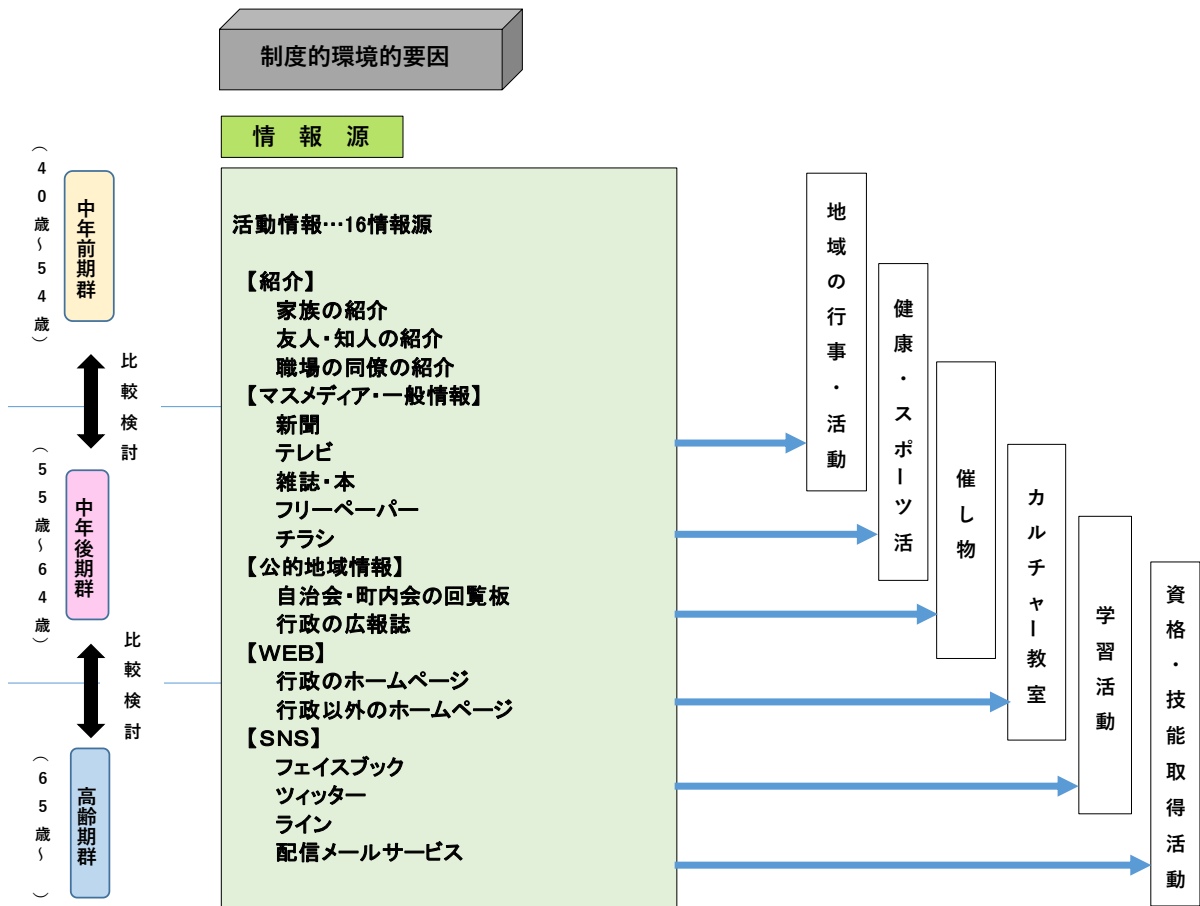 制度的環境的要因
情　報　源
（40歳～54歳）
中年前期群
比較検討
（55歳～64歳）
中年後期群
比較検討
（65歳～　）
高齢期群
活動情報…16情報源
【紹介】
家族の紹介
友人・知人の紹介
職場の同僚の紹介
【マスメディア・一般情報】
新聞
テレビ
雑誌・本
フリーペーパー
チラシ
【公的地域情報】
自治会・町内会の回覧板
行政の広報誌
【WEB】
行政のホームページ
行政以外のホームページ
【SNS】
フェイスブック
ツィッター
ライン
配信メールサービス
地域の行事・活動
健康・スポーツ活
催し物
カルチャー教室
学習活動
資格・技能取得活動